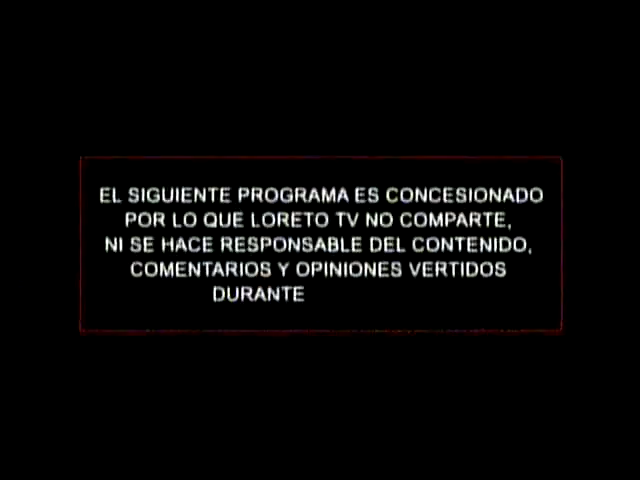 EL SIGUIENTE PROGRAMA ES CONCESIONADO
POR LO QUE LORETO TV NO COMPARTE,
NI SE HACE RESPONSABLE DEL CONTENIDO,
COMENTARIOS Y OPINIONES VERTIDOS
DURANTE